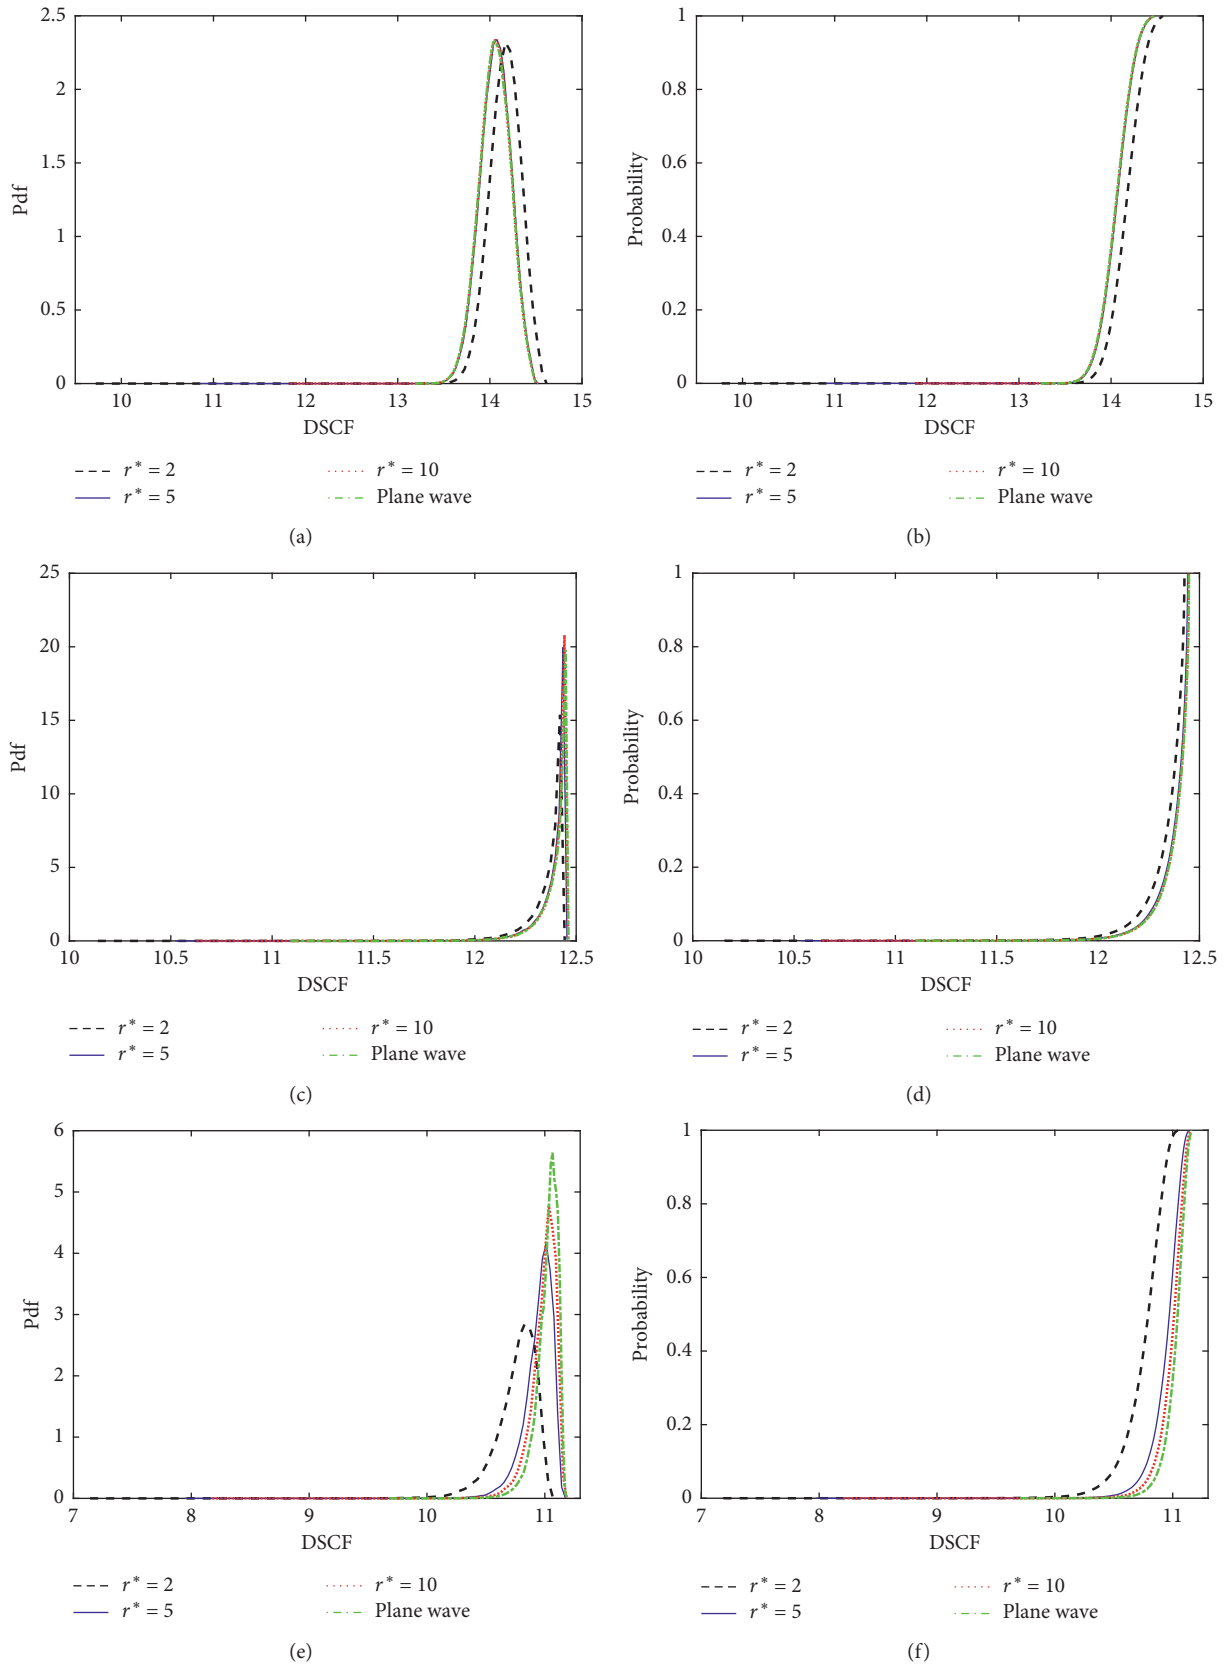 2.5
2
1.5
1
0.5
0
Pdf
10 11 12 13 14 15
DSCF
r* = 2
r* = 5
r* = 10
Plane wave
(a)
1
0.8
0.6
0.4
0.2
0
Probability
10 11 12 13 14 15
DSCF
r* = 2
r* = 5
r* = 10
Plane wave
(b)
25
20
15
10
5
0
Pdf
10 10.5 11 11.5 12 12.5
DSCF
r* = 2
r* = 5
r* = 10
Plane wave
(c)
1
0.8
0.6
0.4
0.2
0
Probability
10 10.5 11 11.5 12 12.5
DSCF
r* = 2
r* = 5
r* = 10
Plane wave
(d)
6
5
4
3
2
1
0
Pdf
7 8 9 10 11
DSCF
r* = 2
r* = 5
r* = 10
Plane wave
(e)
1
0.8
0.6
0.4
0.2
0
Probability
7 8 9 10 11
DSCF
r* = 2
r* = 5
r* = 10
Plane wave
(f)